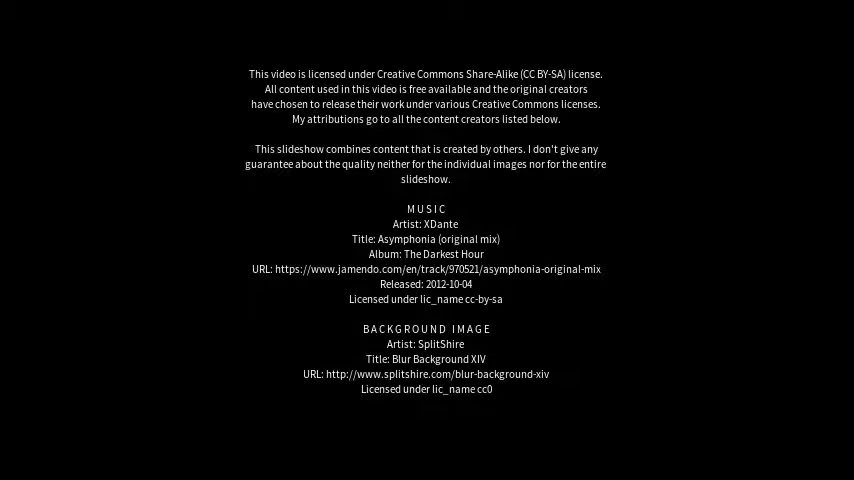 This video is licensed under Creative Commons Share-Alike (CC BY-SA) license.
All content used in this video is free available and the original creators
have chosen to release their work under various Creative Commons licenses.
My attributions go to all the content creators listed below.
This slideshow combines content that is created by others. I don't give any
guarantee about the quality neither for the individual images nor for the entire
slideshow.
MUSIC
Artist: XDante
Title: Asymphonia (original mix)
Album: The Darkest Hour
URL: https://www.jamendo.com/en/track/970521/asymphonia-original-mix
Released: 2012-10-04
Licensed under lic_name cc-by-sa
BACKGROUND IMAGE
Artist: SplitShire
Title: Blur Background XIV
URL: http://www.splitshire.com/blur-background-xiv
Licensed under lic_name cc0